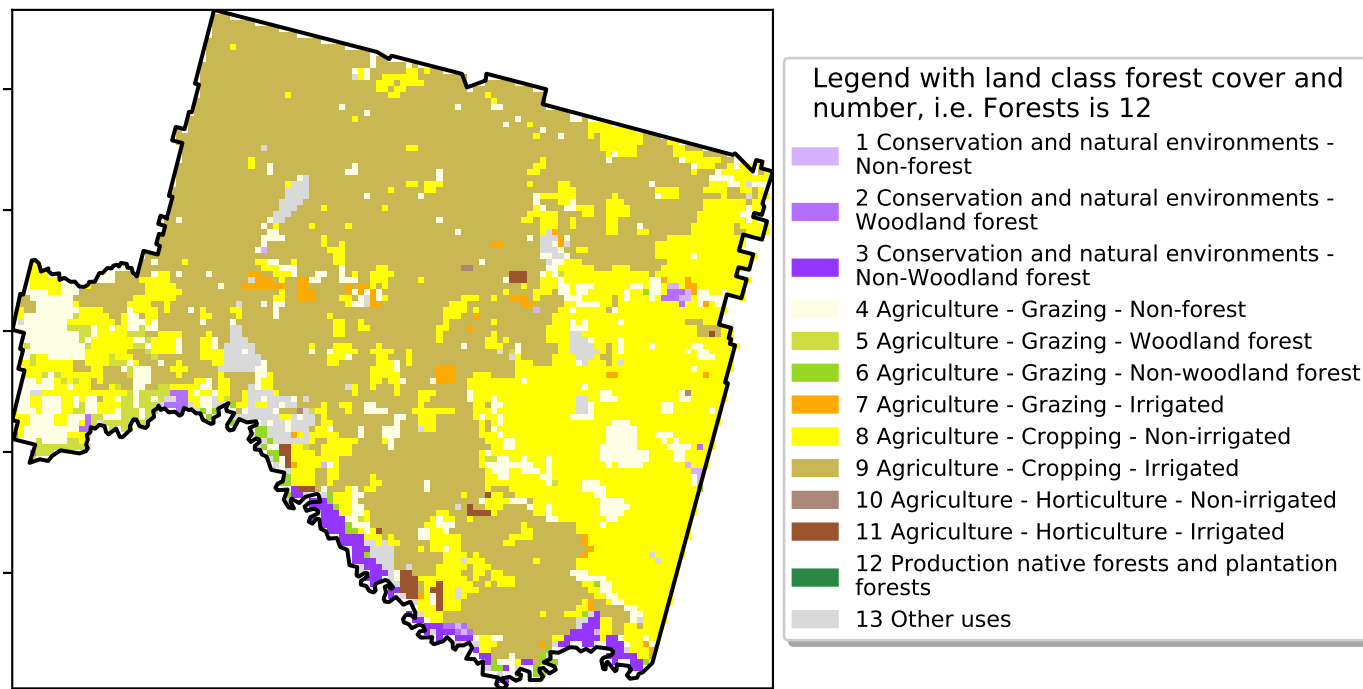 Legend with land class forest cover and
number, i.e. Forests is 12
1 Conservation and natural environments -
Non-forest
2 Conservation and natural environments -
Woodland forest
3 Conservation and natural environments -
Non-Woodland forest
4 Agriculture - Grazing - Non-forest
5 Agriculture - Grazing - Woodland forest
6 Agriculture - Grazing - Non-woodland forest
7 Agriculture - Grazing - Irrigated
8 Agriculture - Cropping - Non-irrigated
9 Agriculture - Cropping - Irrigated
10 Agriculture - Horticulture - Non-irrigated
11 Agriculture - Horticulture - Irrigated
12 Production native forests and plantation
forests
13 Other uses